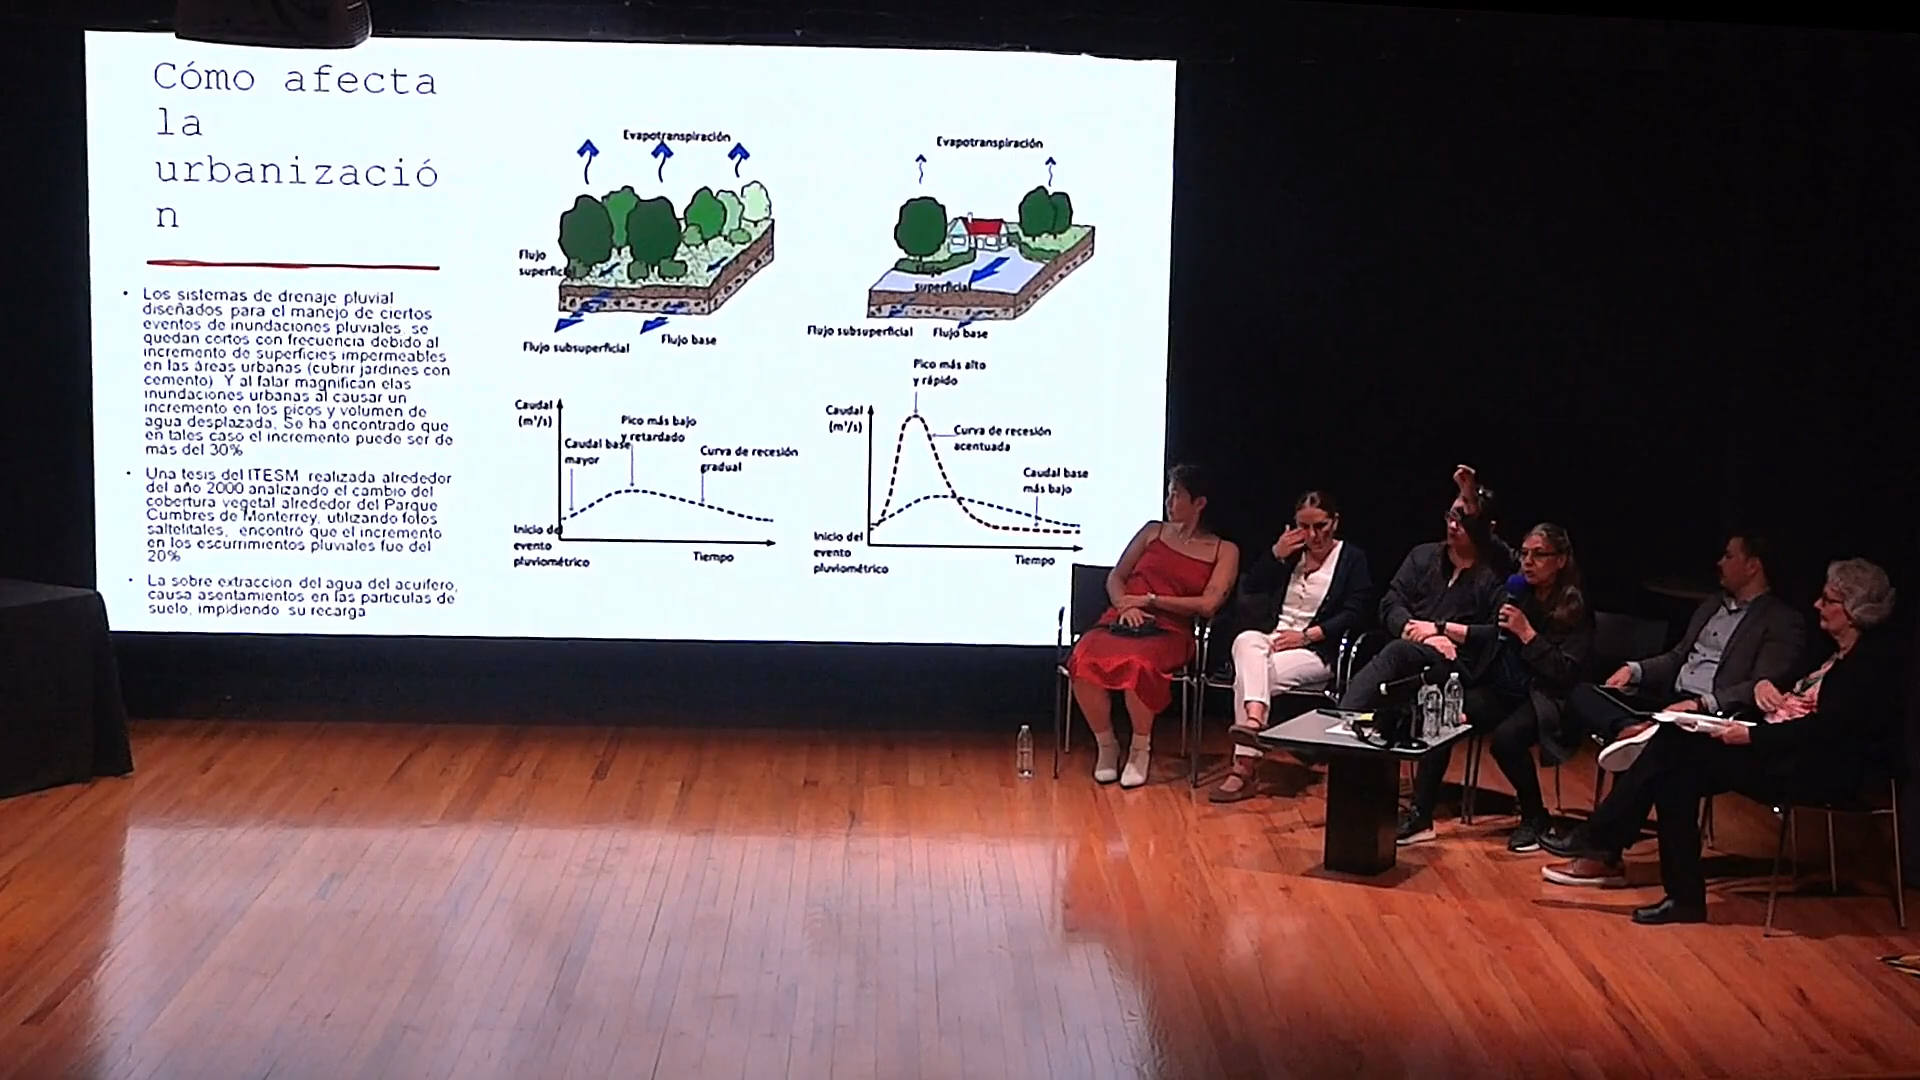 Cómo afecta
la
urbanizació
n
• Los sistemas de drenaje pluvial
diseñados para el manejo de ciertos
eventos de inundaciones pluviales, se
quedan cortos con frecuencia debido al
incremento de superficies impermeables
en las áreas urbanas (cubrir jardines con
cemento) Y al falar magnifican elas
inundaciones urbanas al causar un
incremento en los picos y volumen de
agua desplazada. Se ha encontrado que
en tales caso el incremento puede ser de
más del 30%
• Una tesis del ITESM realizada alrededor
del año 2000 analizando el cambio del
cobertura vegetal alrededor del Parque
Cumbres de Monterrey, utilizando fotos
saltelitales, encontró que el incremento
en los escurrimientos pluviales fue del
20%
• La sobre extracción del agua del acuífero,
causa asentamientos en las partículas de
suelo, impidiendo su recarga
Evapotranspiración
Flujo
superficial
Flujo subsuperficial
Flujo base
Evapotranspiración
Flujo
superficial
Flujo subsuperficial
Flujo base
Caudal
(m³/s)
Caudal base
mayor
Pico más bajo
y retardado
Curva de recesión
gradual
Inicio del
evento
pluviométrico
Tiempo
Pico más alto
y rápido
Caudal
(m³/s)
Curva de recesión
acentuada
Caudal base
más bajo
Inicio del
evento
pluviométrico
Tiempo